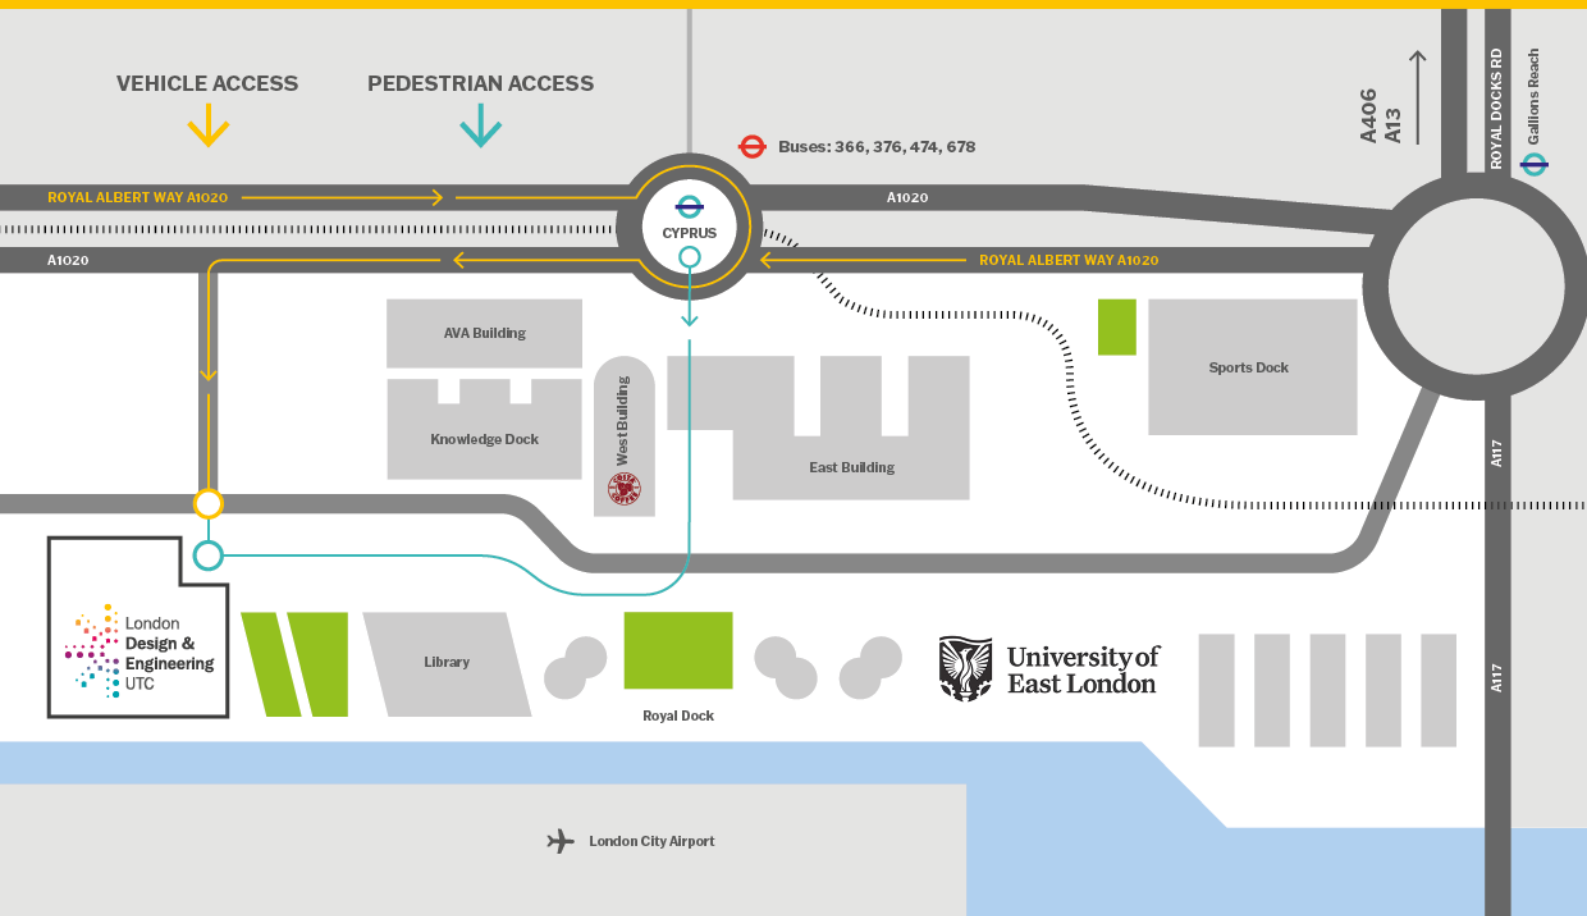 VEHICLE ACCESS
PEDESTRIAN ACCESS
Buses: 366, 376, 474, 678
A406
A13
ROYAL DOCKS RD
Gallions Reach
ROYAL ALBERT WAY A1020
A1020
CYPRUS
A1020
ROYAL ALBERT WAY A1020
AVA Building
Knowledge Dock
West Building
COSTA
COFFEE
East Building
Sports Dock
A117
London
Design &
Engineering
UTC
Library
Royal Dock
University of
East London
A117
London City Airport